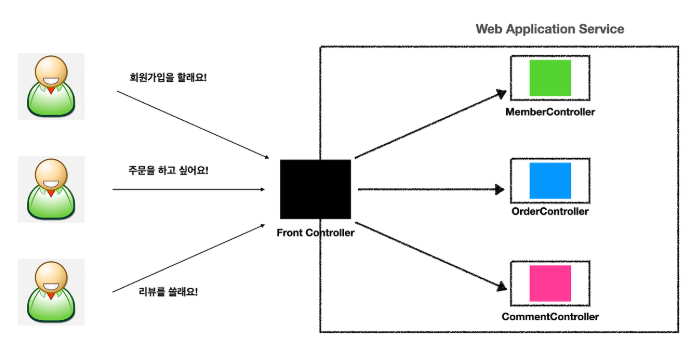 Web Application Service
회원가입을 할래요!
MemberController
주문을 하고 싶어요!
OrderController
Front Controller
리뷰를 쓸래요!
CommentController